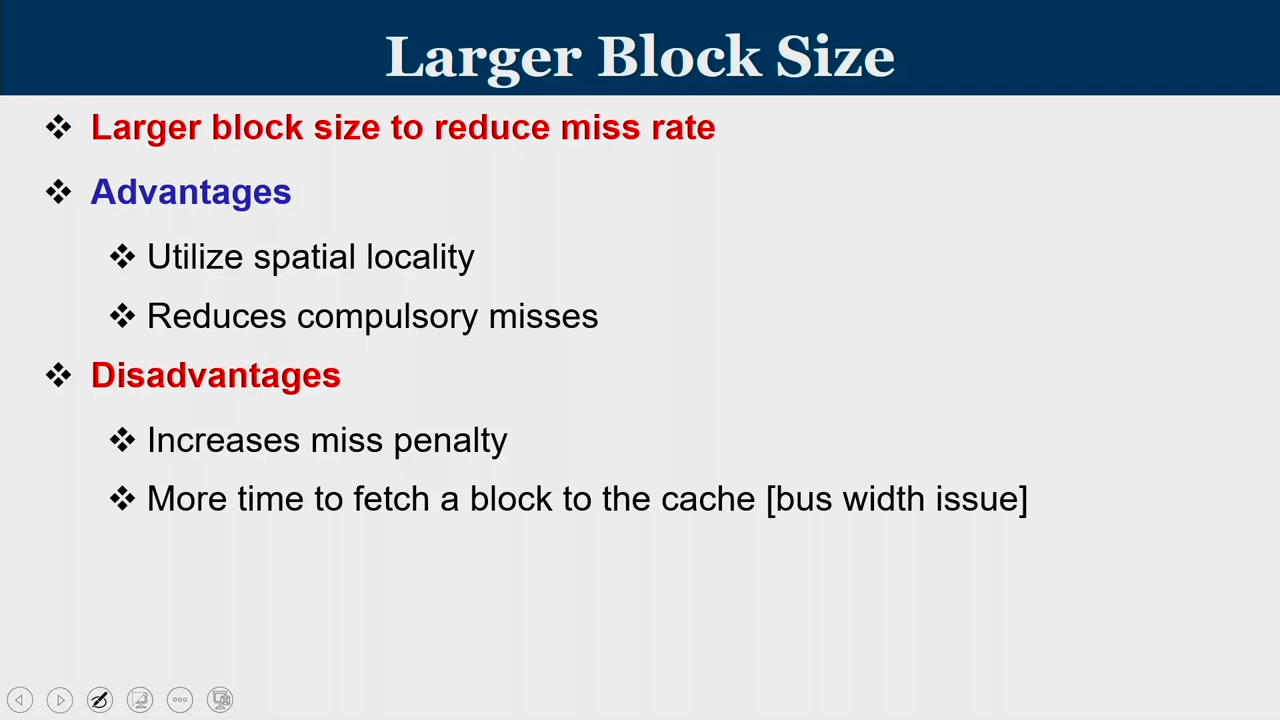 Larger Block Size
❖ Larger block size to reduce miss rate
❖ Advantages
❖ Utilize spatial locality
❖ Reduces compulsory misses
❖ Disadvantages
❖ Increases miss penalty
❖ More time to fetch a block to the cache [bus width issue]